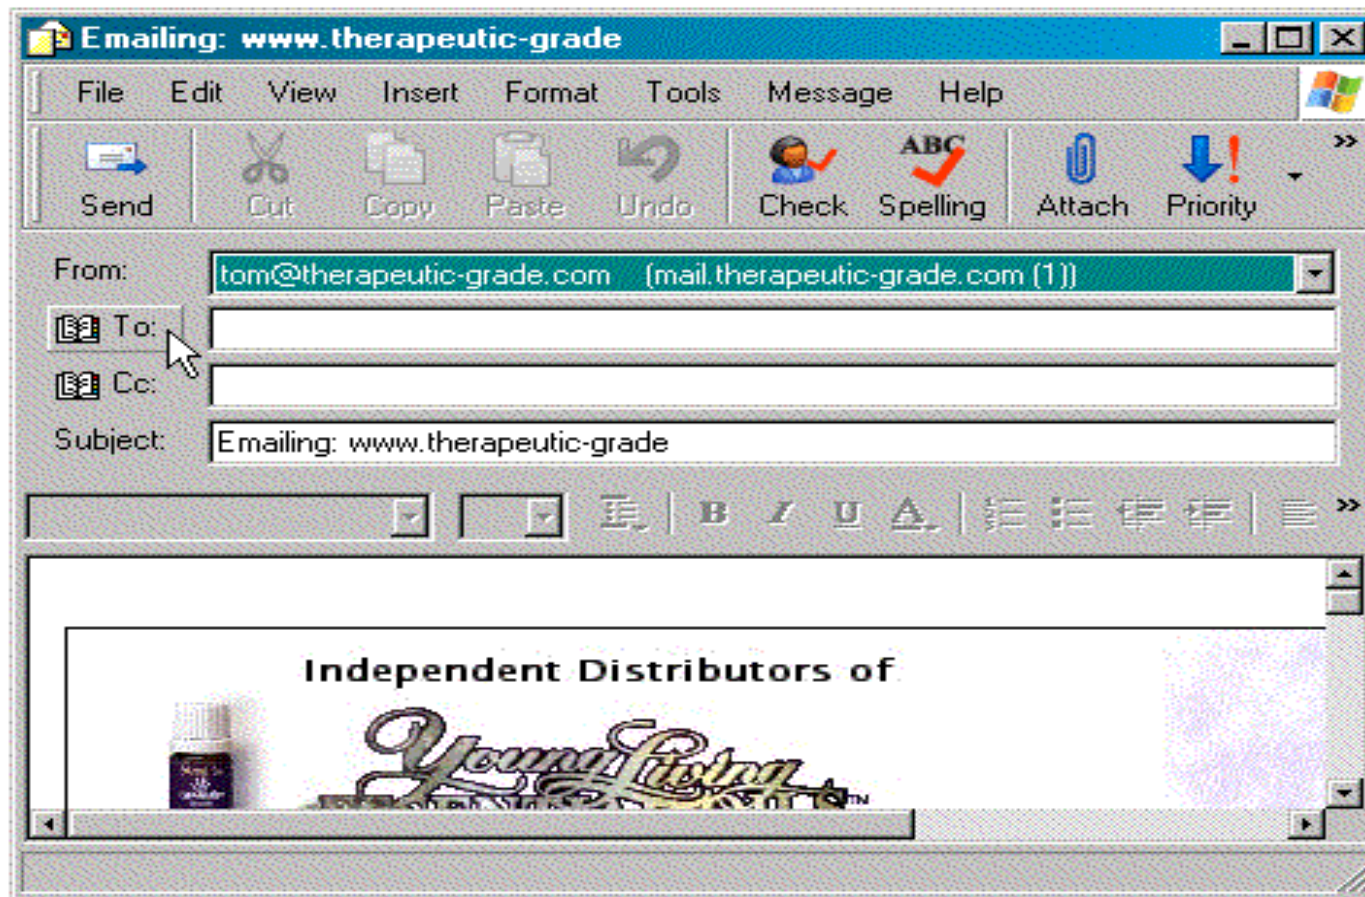 Emailing: www.therapeutic-grade
File Edit View Insert Format Tools Message Help
ABC
Send Cut Copy Paste Undo Check Spelling Attach Priority
From: tom@therapeutic-grade.com (mail.therapeutic-grade.com (1))
To:
Cc:
Subject: Emailing: www.therapeutic-grade
B I U A
Independent Distributors of
Young Living
TM